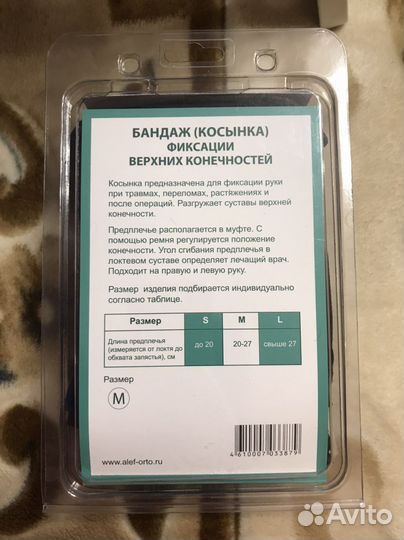 БАНДАЖ (КОСЫНКА)
ФИКСАЦИИ
ВЕРХНИХ КОНЕЧНОСТЕЙ
Косынка предназначена для фиксации руки
при травмах, переломах, растяжениях и
после операций. Разгружает суставы верхней
конечности.
Предплечье располагается в муфте. С
помощью ремня регулируется положение
конечности. Угол сгибания предплечья в
локтевом суставе определяет лечащий врач.
Подходит на правую и левую руку.
Размер изделия подбирается индивидуально
согласно таблице.
Размер S M L
Длина предплечья
(измеряется от локтя до
обхвата запястья), см
до 20 20-27 свыше 27
Размер
M
www.alef-orto.ru
4 610007 033879
Avito